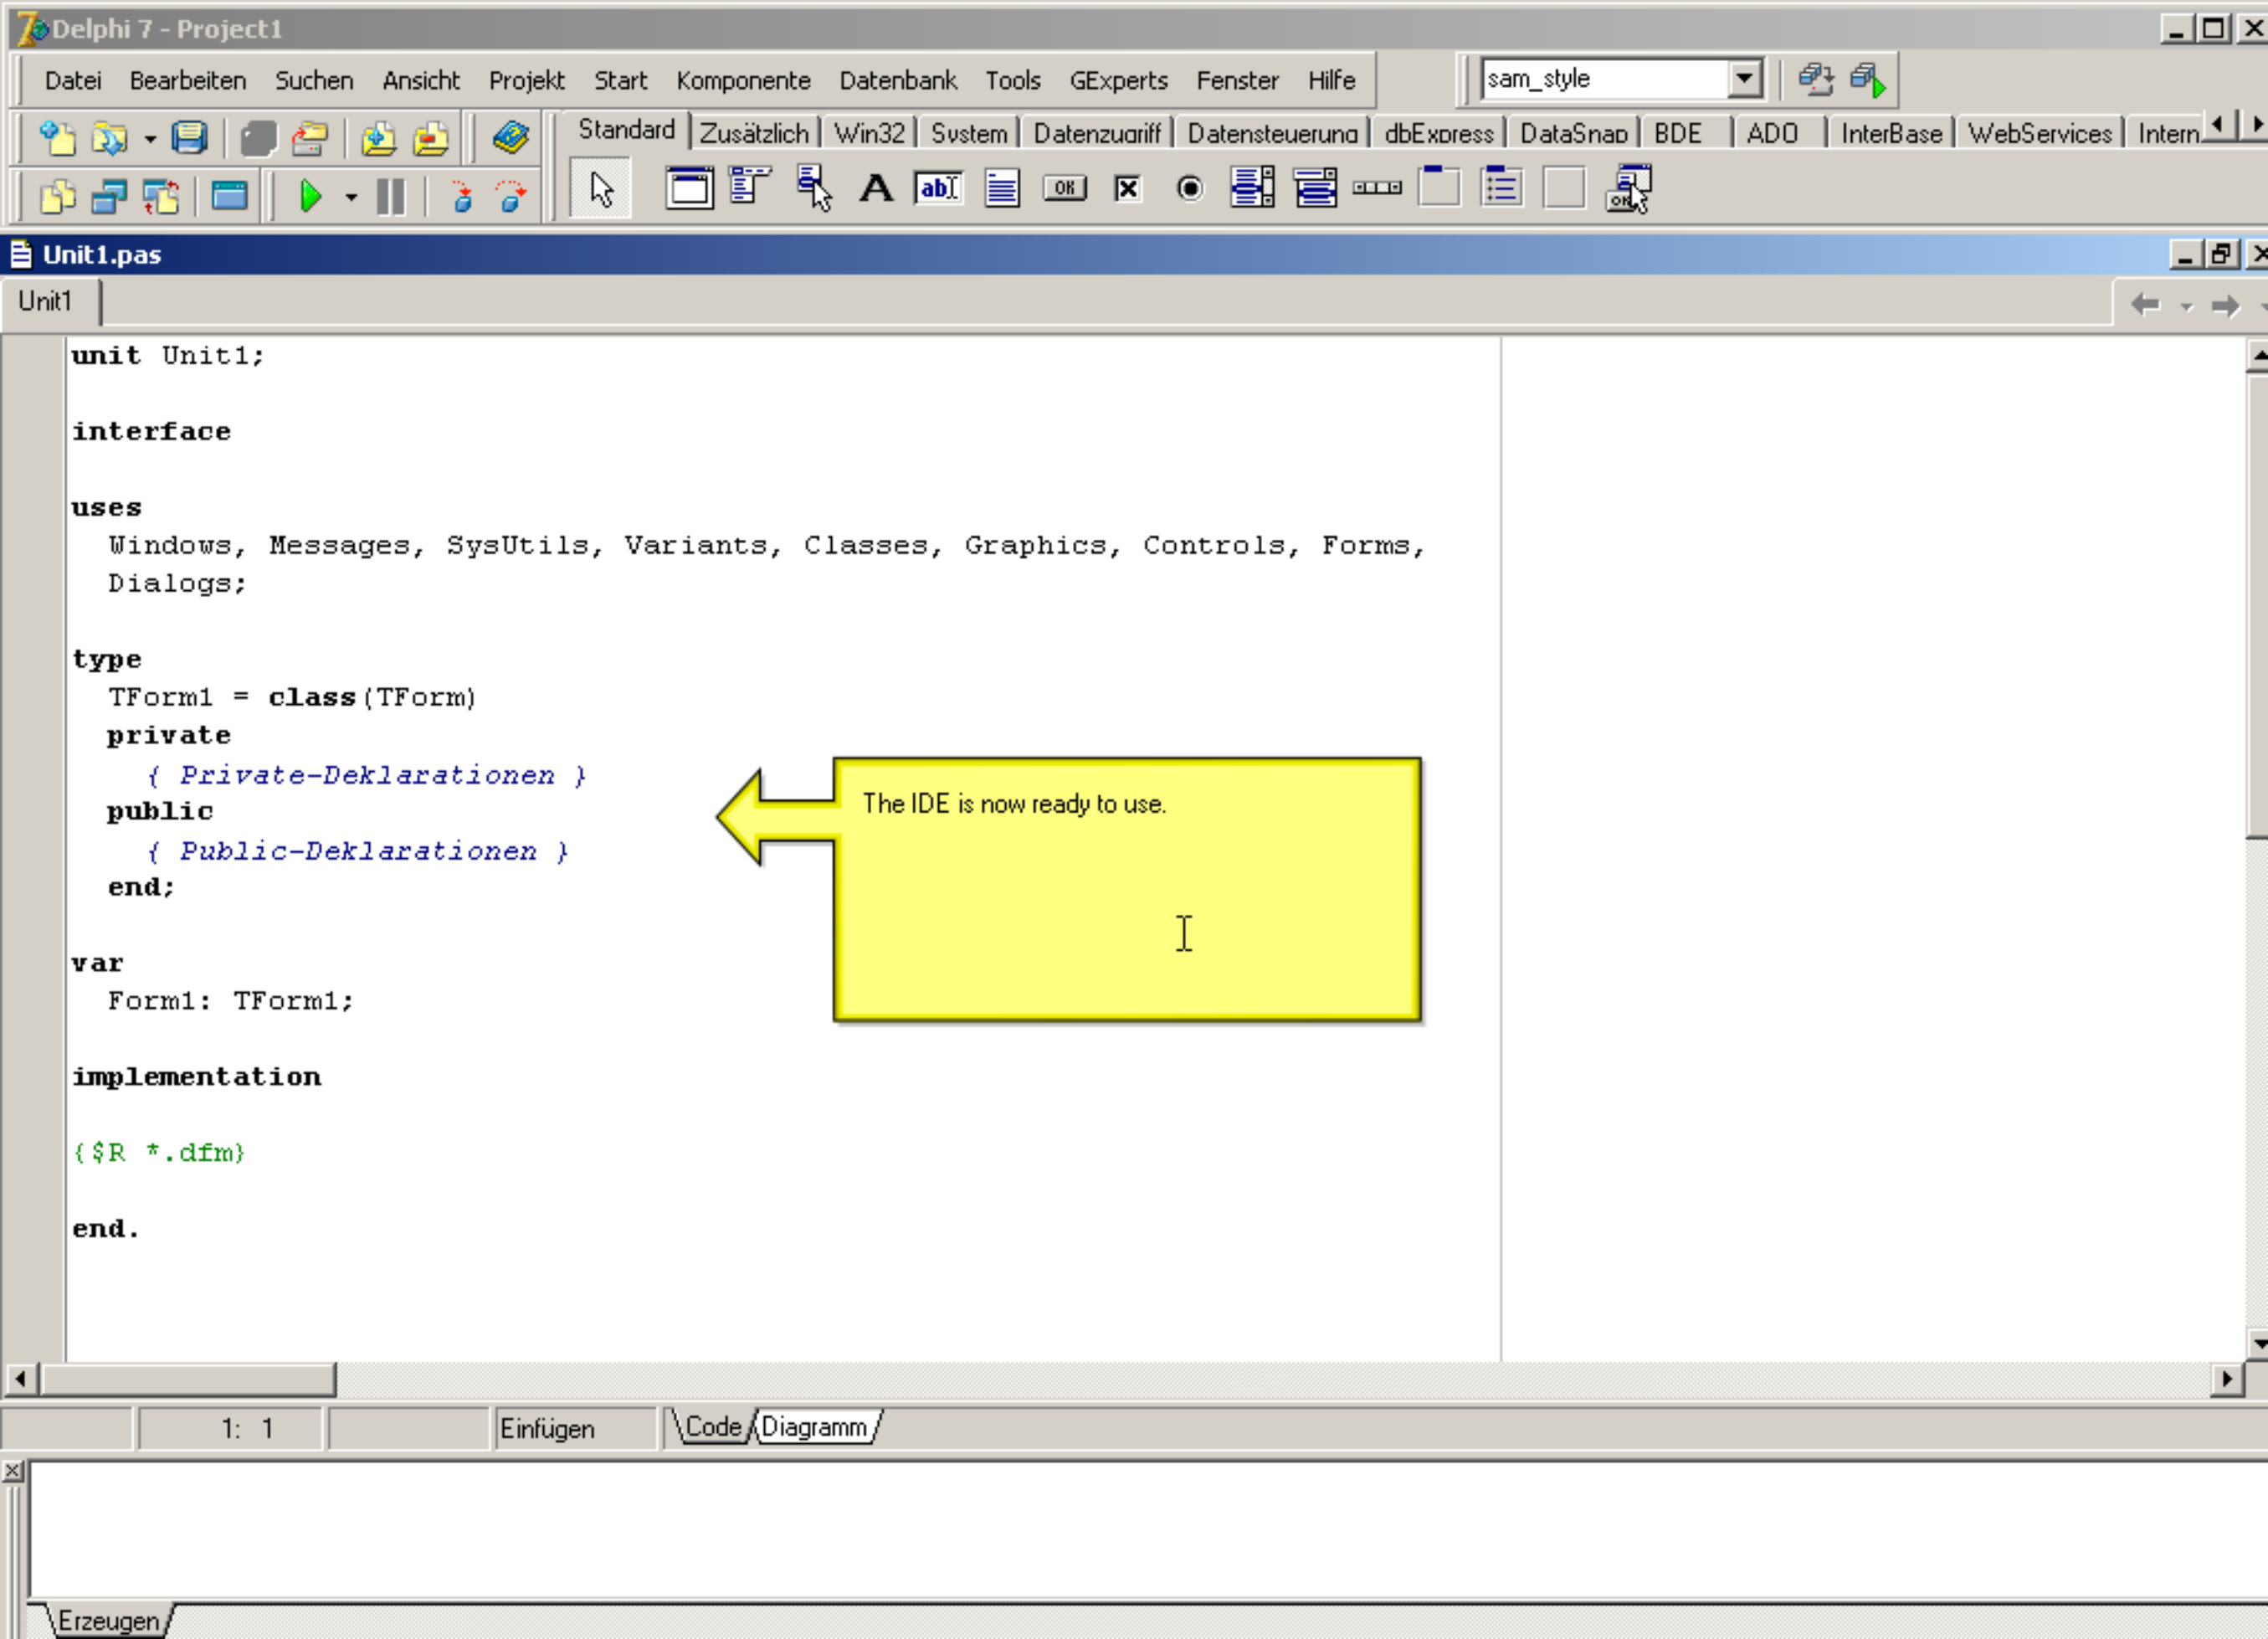 Delphi 7 - Project1
Datei Bearbeiten Suchen Ansicht Projekt Start Komponente Datenbank Tools GExperts Fenster Hilfe sam_style
Standard Zusätzlich Win32 System Datenzugriff Datensteuerung dbExpress DataSnap BDE ADO InterBase WebServices Intern
A ab OK OK
Unit1.pas
Unit1
unit Unit1;
interface
uses
Windows, Messages, SysUtils, Variants, Classes, Graphics, Controls, Forms,
Dialogs;
type
TForm1 = class(TForm)
private
{ Private-Deklarationen }
public
{ Public-Deklarationen }
end;
The IDE is now ready to use.
var
Form1: TForm1;
implementation
{$R *.dfm}
end.
1: 1 Einfügen Code Diagramm
Erzeugen